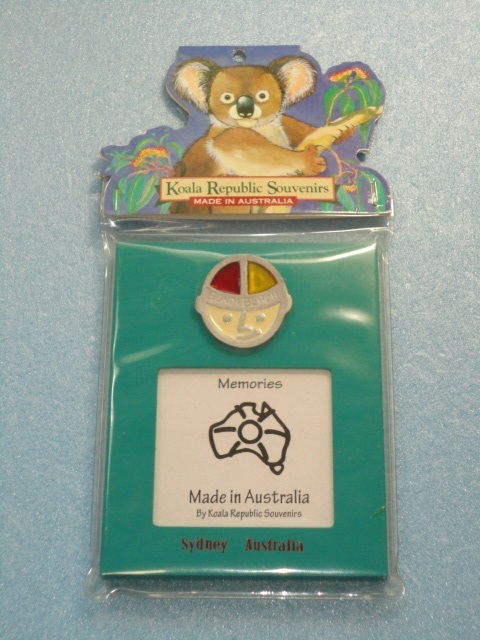 Koala Republic Souvenirs
MADE IN AUSTRALIA
Memories
Made in Australia
By Koala Republic Souvenirs
Sydney Australia